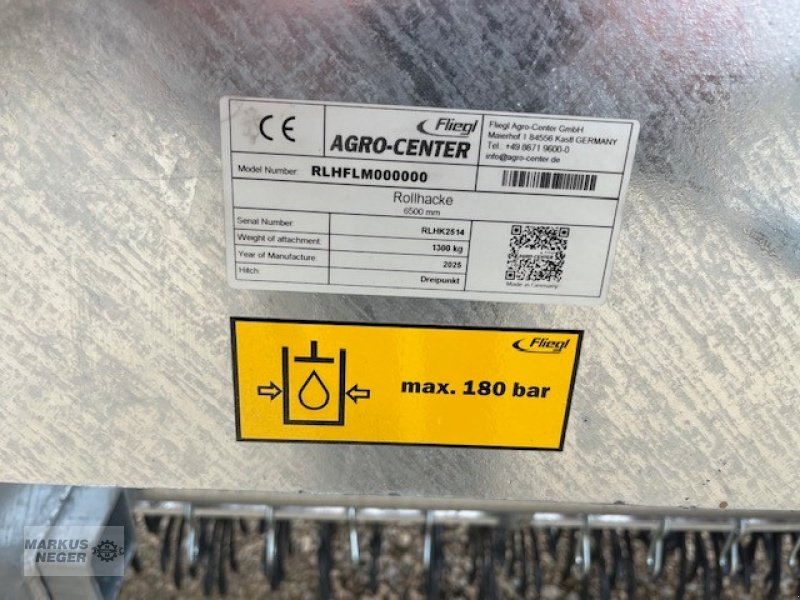 CE
Fliegl
AGRO-CENTER
Fliegl Agro-Center GmbH
Maierhof 1 84556 Kastl GERMANY
Tel. +49 8671 9600-0
info@agro-center.de
Model Number: RLHFLM000000
Rollhacke
6500 mm
Serial Number: RLHK2514
Weight of attachment: 1300 kg
Year of Manufacture: 2025
Hitch: Dreipunkt
AGRO-CENTER
Made in Germany
Fliegl
max. 180 bar
MARKUS
NEGER